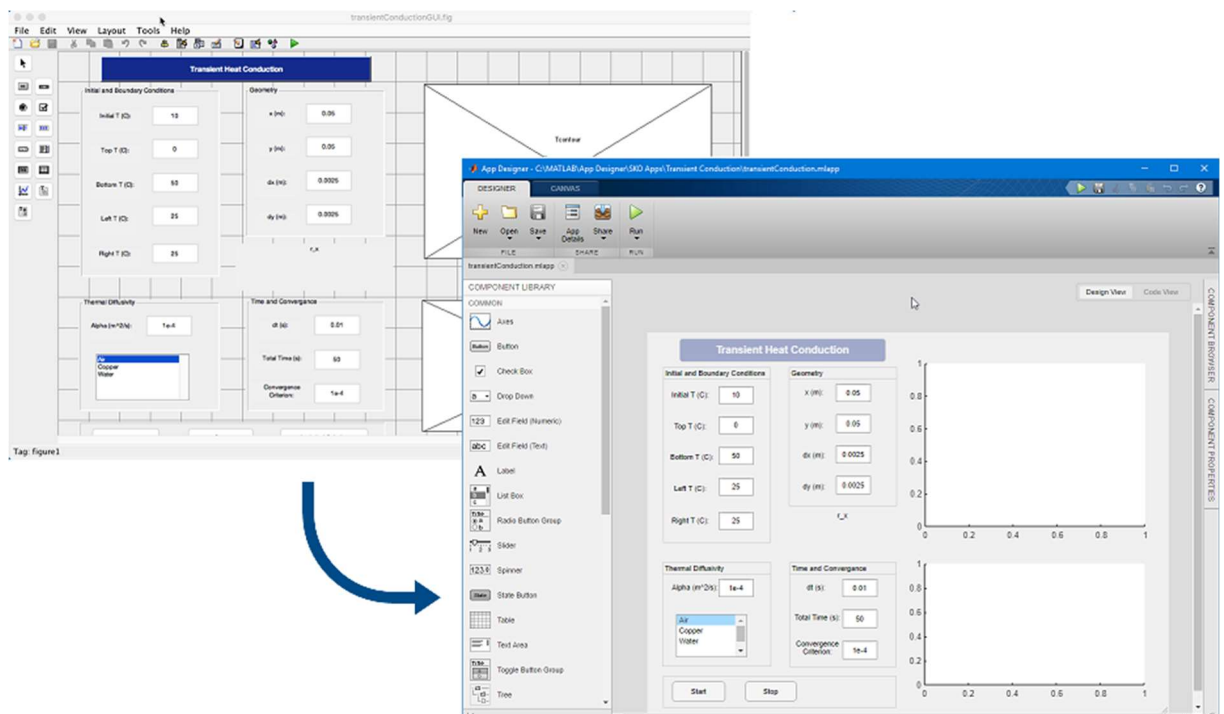 transientConductionGUI.fig
File Edit View Layout Tools Help
Transient Heat Conduction
Initial and Boundary Conditions
Initial T (C): 10
Top T (C): 0
Bottom T (C): 50
Left T (C): 25
Right T (C): 25
Geometry
x (m): 0.05
y (m): 0.05
dx (m): 0.0025
dy (m): 0.0025
r_x
Tcontour
Thermal Diffusivity
Alpha (m^2/s): 1e-4
Air
Copper
Water
Time and Convergence
dt (s): 0.01
Total Time (s): 50
Convergence
Criterion: 1e-4
Tag: figure1
App Designer - C:\MATLAB\App Designer\SKO Apps\Transient Conduction\transientConduction.mlapp
DESIGNER CANVAS
New Open Save App Details Share Run
FILE SHARE RUN
transientConduction.mlapp
COMPONENT LIBRARY
COMMON
Axes
Button Button
Check Box
a Drop Down
123 Edit Field (Numeric)
abc Edit Field (Text)
A Label
List Box
Radio Button Group
Slider
123.0 Spinner
State State Button
Table
Text Area
Toggle Button Group
Tree
Design View Code View
COMPONENT BROWSER
COMPONENT PROPERTIES
Transient Heat Conduction
Initial and Boundary Conditions
Initial T (C): 10
Top T (C): 0
Bottom T (C): 50
Left T (C): 25
Right T (C): 25
Geometry
x (m): 0.05
y (m): 0.05
dx (m): 0.0025
dy (m): 0.0025
r_x
1
0.8
0.6
0.4
0.2
0
0 0.2 0.4 0.6 0.8 1
Thermal Diffusivity
Alpha (m^2/s): 1e-4
Air
Copper
Water
Time and Convergence
dt (s): 0.01
Total Time (s): 50
Convergence
Criterion: 1e-4
Start Stop
1
0.8
0.6
0.4
0.2
0
0 0.2 0.4 0.6 0.8 1